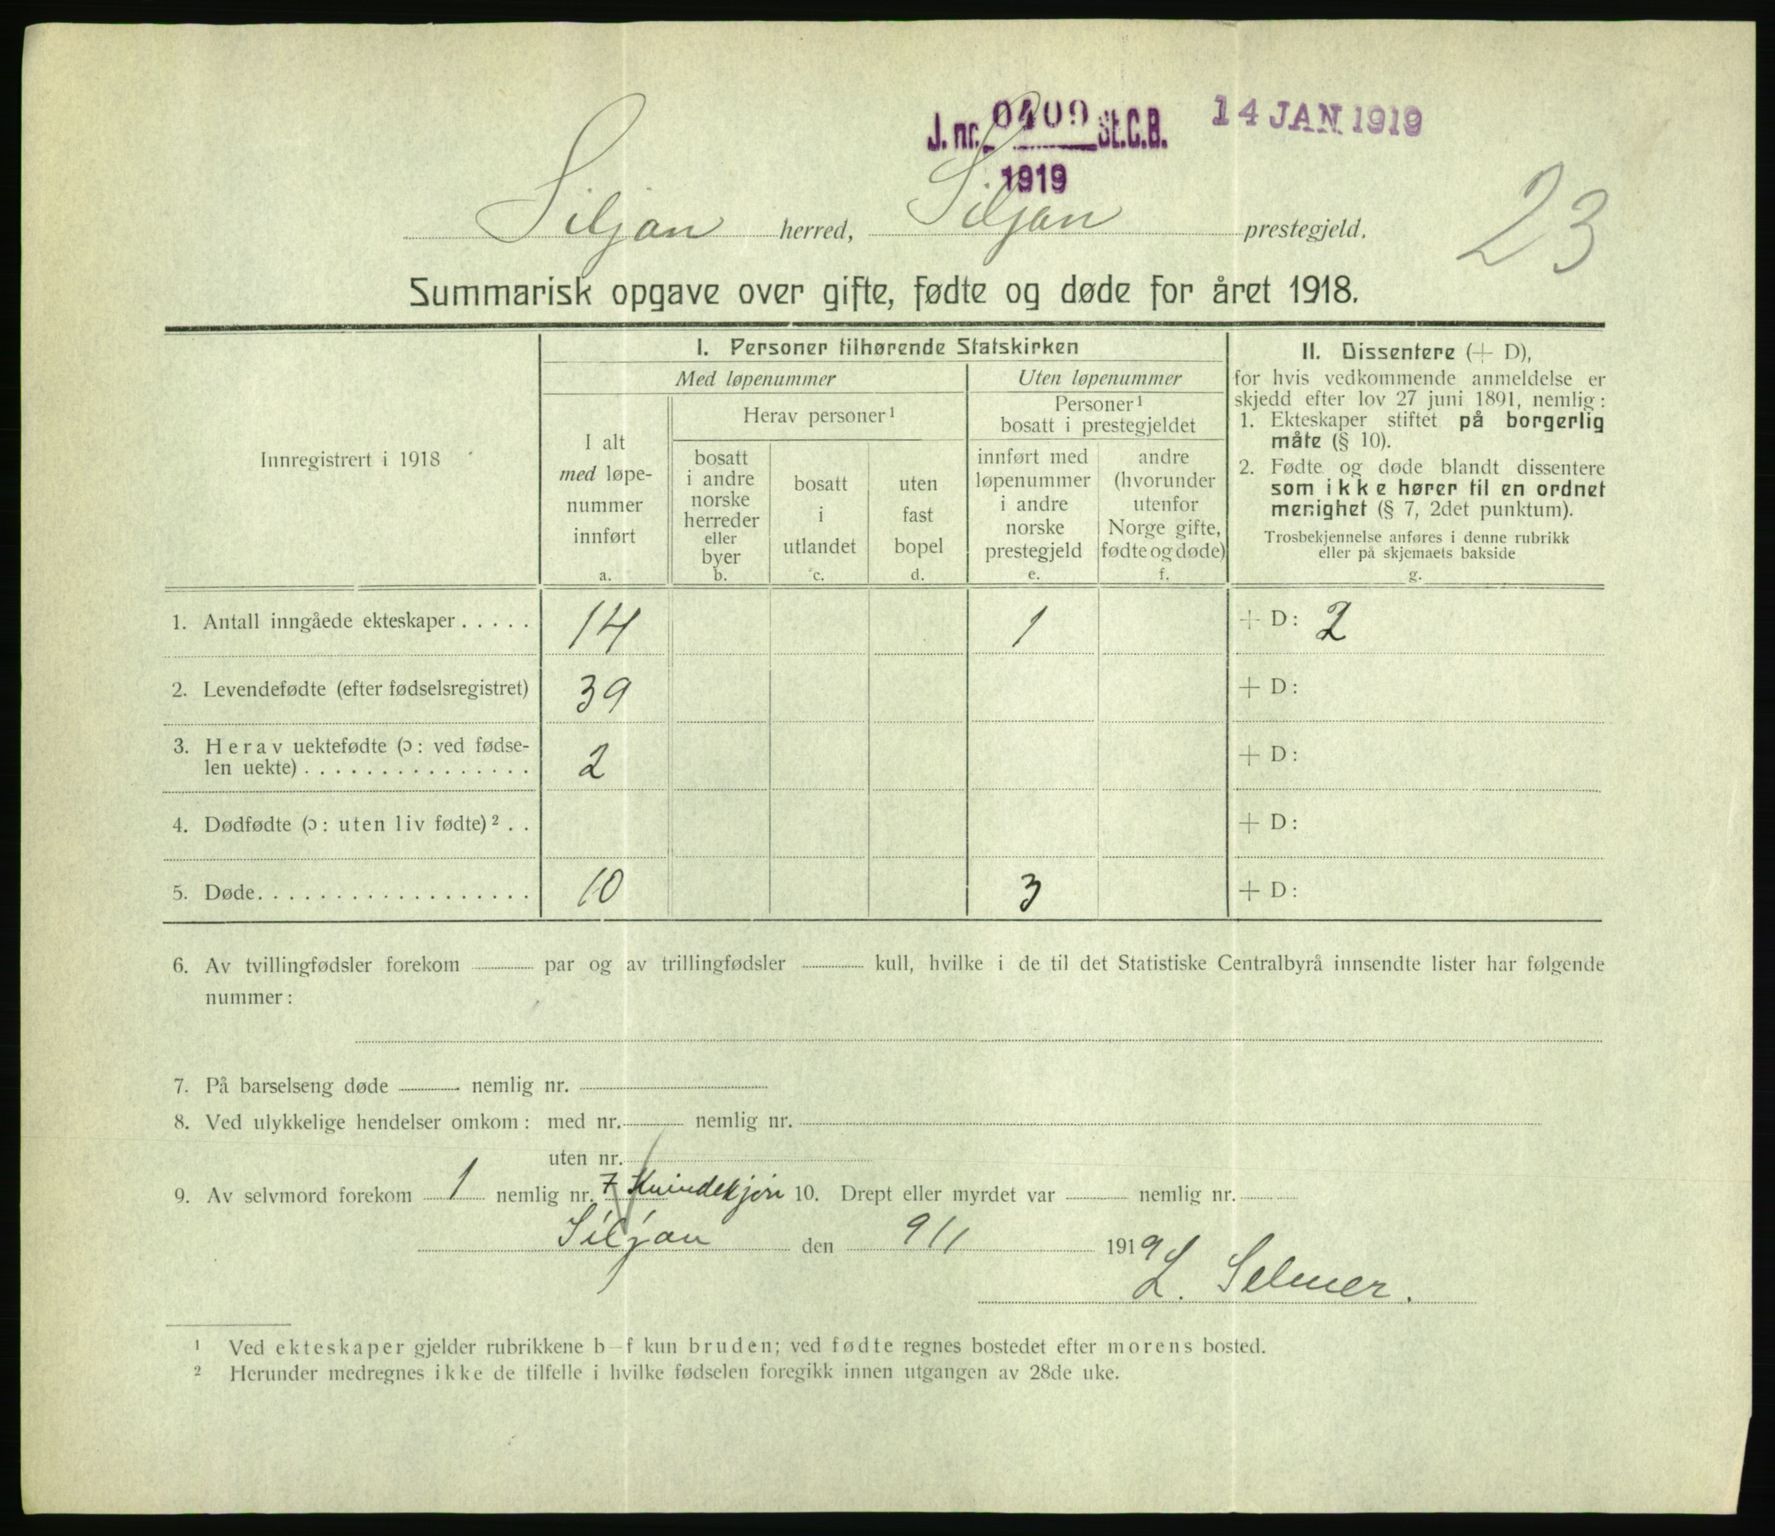 J. nr. 0409 St.C.B. 14 JAN 1919
1919
Siljan herred, Siljan prestegjeld. 23
Summarisk opgave over gifte, fødte og døde for året 1918.
Innregistrert i 1918
I. Personer tilhørende Statskirken
Med løpenummer
Uten løpenummer
I alt
med løpe-
nummer
innført
a.
Herav personer¹
bosatt
i andre
norske
herreder
eller
byer
b.
bosatt
i
utlandet
c.
uten
fast
bopel
d.
Personer¹
bosatt i prestegjeldet
innført med
løpenummer
i andre
norske
prestegjeld
e.
andre
(hvorunder
utenfor
Norge gifte,
fødte og døde)
f.
II. Dissentere (+ D),
for hvis vedkommende anmeldelse er
skjedd efter lov 27 juni 1891, nemlig:
1. Ekteskaper stiftet på borgerlig
måte (§ 10).
2. Fødte og døde blandt dissentere
som ikke hører til en ordnet
menighet (§ 7, 2det punktum).
Trosbekjennelse anføres i denne rubrikk
eller på skjemaets bakside
g.
1. Antall inngåede ekteskaper . . . . . 14 1 + D: 2
2. Levendefødte (efter fødselsregistret) 39 + D:
3. Herav uektefødte (ɔ: ved fødse-
len uekte) . . . . . . . . . . . . . . . 2 + D:
4. Dødfødte (ɔ: uten liv fødte)² . . + D:
5. Døde. . . . . . . . . . . . . . . . . . 10 3 + D:
6. Av tvillingfødsler forekom par og av trillingfødsler kull, hvilke i de til det Statistiske Centralbyrå innsendte lister har følgende
nummer:
7. På barselseng døde nemlig nr.
8. Ved ulykkelige hendelser omkom: med nr. nemlig nr.
uten nr.
9. Av selvmord forekom 1 nemlig nr. 7 Kvindekjøn 10. Drept eller myrdet var nemlig nr.
Siljan den 9/1 1919
L. Selmer.
¹ Ved ekteskaper gjelder rubrikkene b–f kun bruden; ved fødte regnes bostedet efter morens bosted.
² Herunder medregnes ikke de tilfelle i hvilke fødselen foregikk innen utgangen av 28de uke.